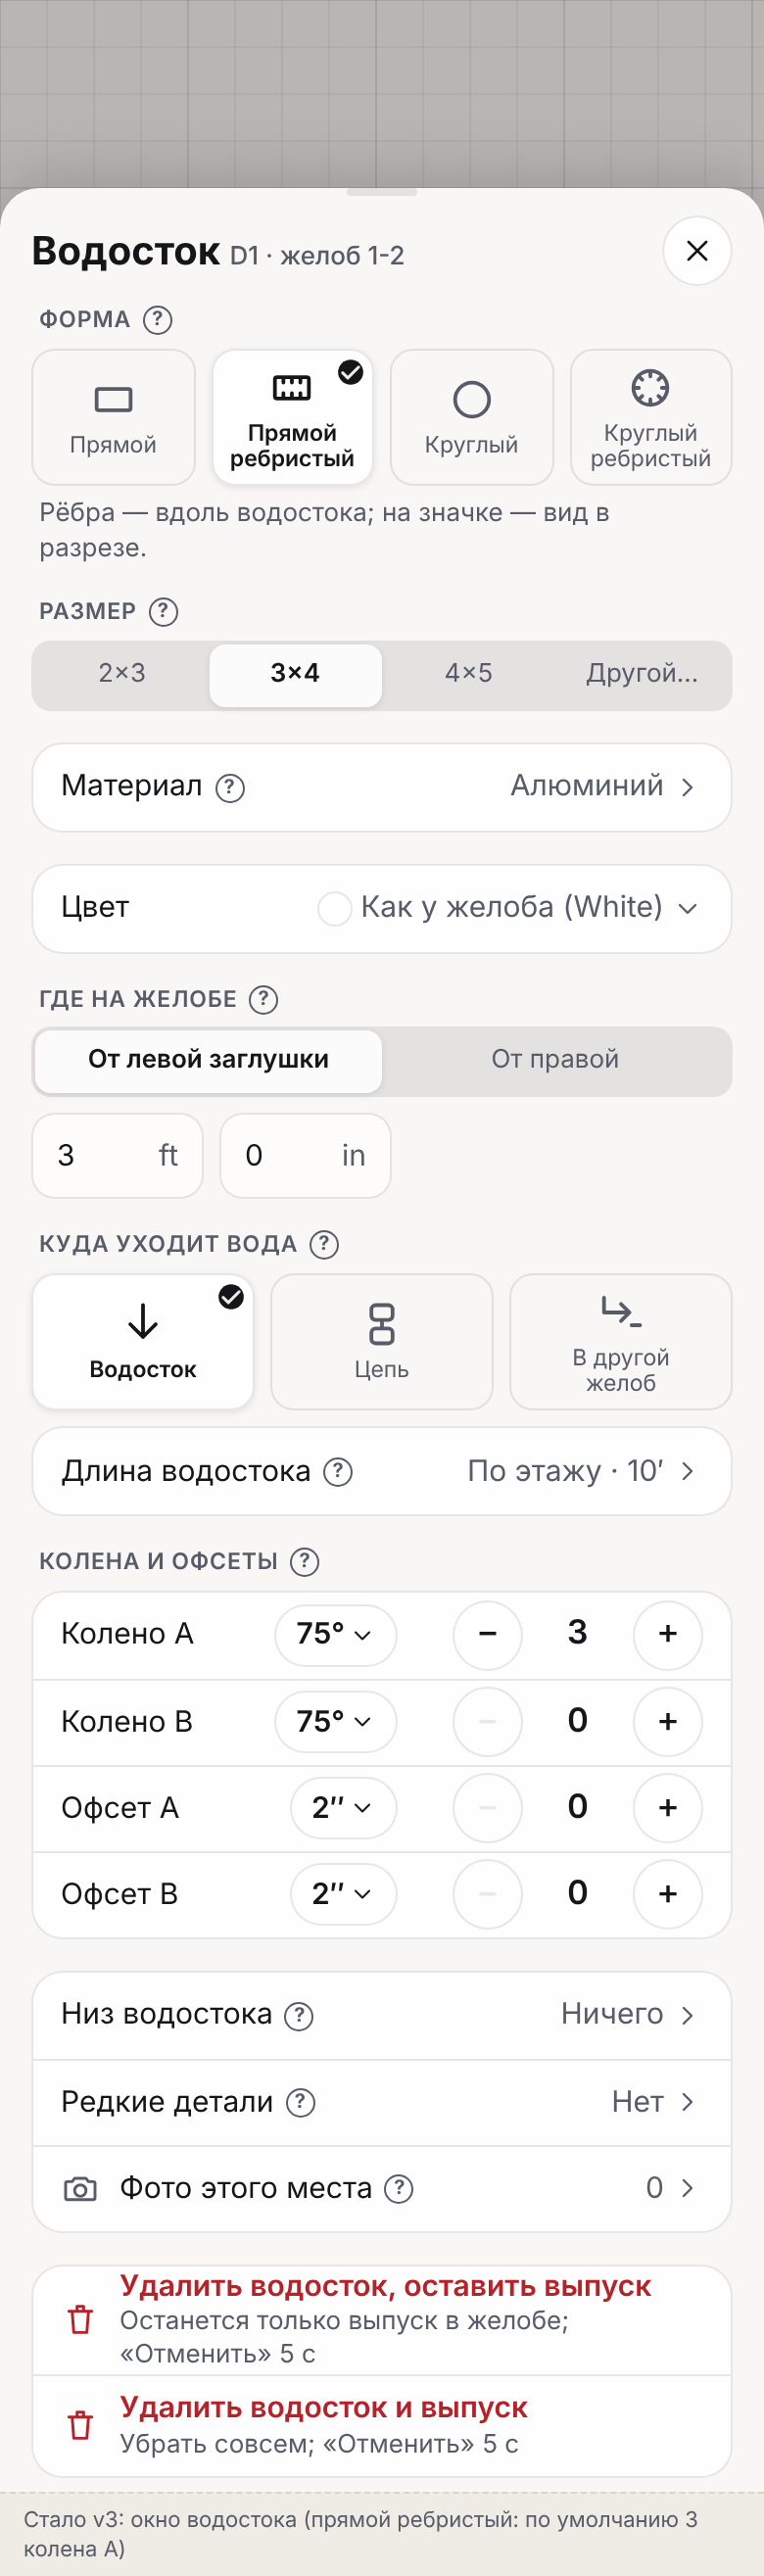 Водосток D1 · желоб 1-2
ФОРМА ?
Прямой
Прямой
ребристый
Круглый
Круглый
ребристый
Рёбра — вдоль водостока; на значке — вид в
разрезе.
РАЗМЕР ?
2×3 3×4 4×5 Другой…
Материал ? Алюминий
Цвет Как у желоба (White)
ГДЕ НА ЖЕЛОБЕ ?
От левой заглушки От правой
3 ft 0 in
КУДА УХОДИТ ВОДА ?
Водосток
Цепь
В другой
желоб
Длина водостока ? По этажу · 10′
КОЛЕНА И ОФСЕТЫ ?
Колено A 75° − 3 +
Колено B 75° − 0 +
Офсет A 2″ − 0 +
Офсет B 2″ − 0 +
Низ водостока ? Ничего
Редкие детали ? Нет
Фото этого места ? 0
Удалить водосток, оставить выпуск
Останется только выпуск в желобе;
«Отменить» 5 с
Удалить водосток и выпуск
Убрать совсем; «Отменить» 5 с
Стало v3: окно водостока (прямой ребристый: по умолчанию 3
колена A)